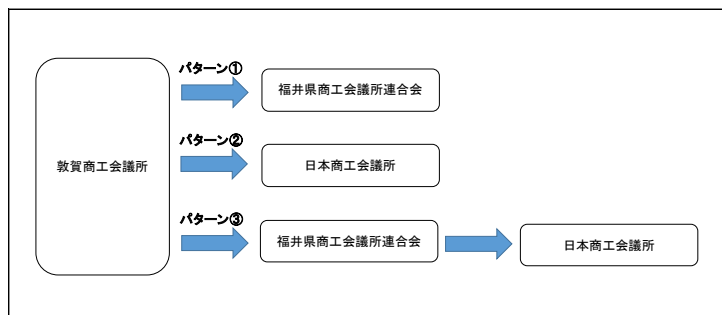 パターン①
福井県商工会議所連合会
パターン②
敦賀商工会議所
日本商工会議所
パターン③
福井県商工会議所連合会
日本商工会議所